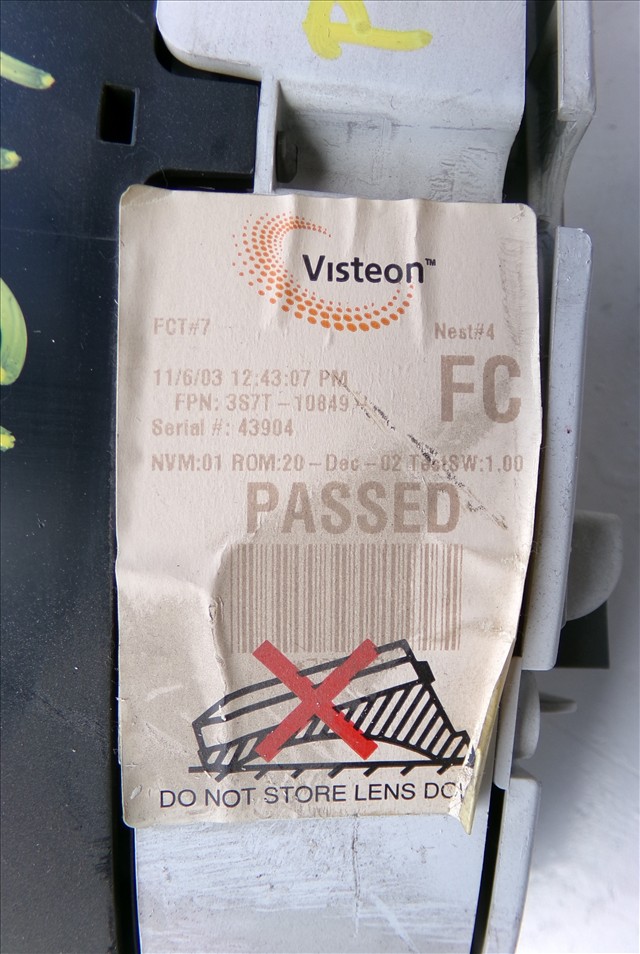 P
Visteon™
FCT#7 Nest#4
11/6/03 12:43:07 PM FC
FPN: 3S7T-10849-
Serial #: 43904
NVM:01 ROM:20-Dec-02 TestSW:1.00
PASSED
DO NOT STORE LENS